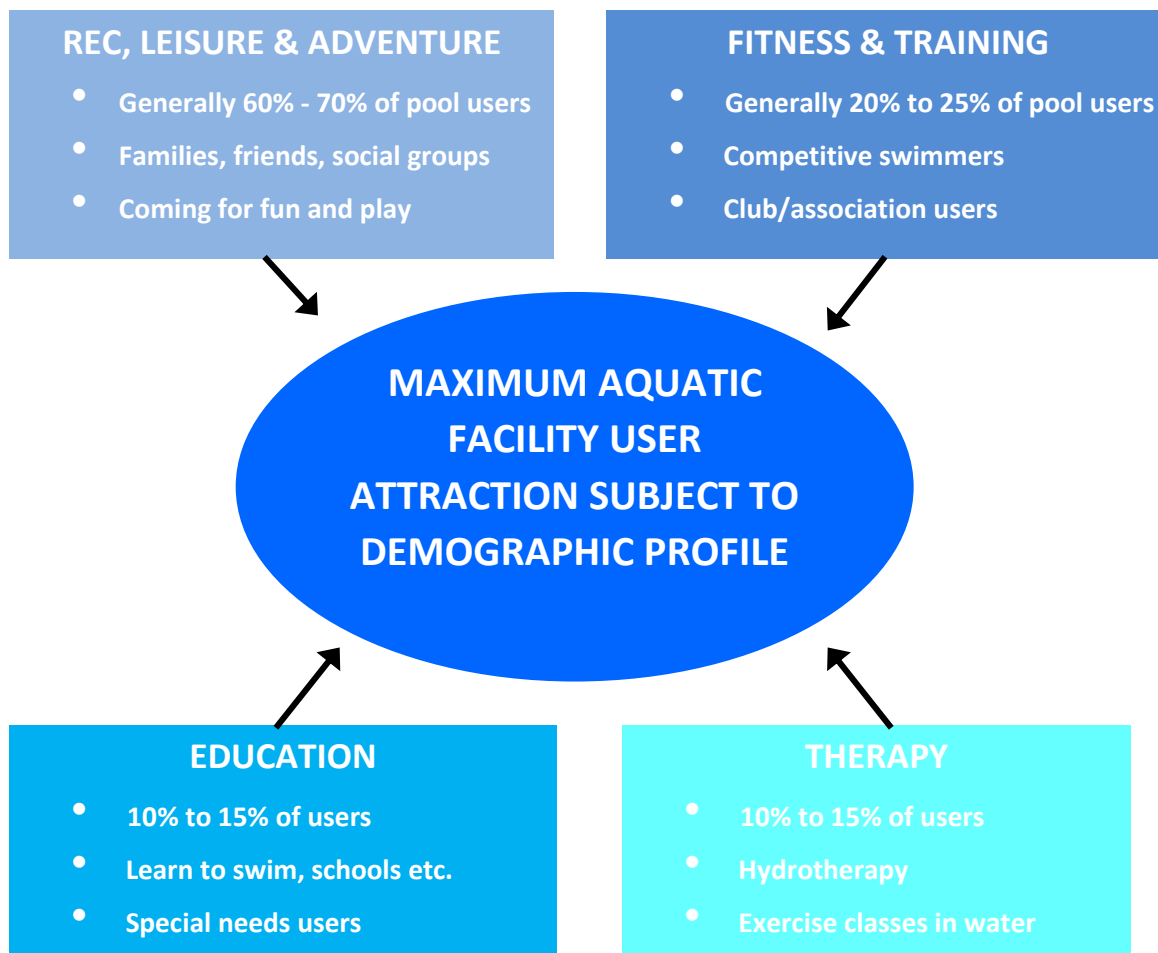 REC, LEISURE & ADVENTURE
• Generally 60% - 70% of pool users
• Families, friends, social groups
• Coming for fun and play
FITNESS & TRAINING
• Generally 20% to 25% of pool users
• Competitive swimmers
• Club/association users
MAXIMUM AQUATIC
FACILITY USER
ATTRACTION SUBJECT TO
DEMOGRAPHIC PROFILE
EDUCATION
• 10% to 15% of users
• Learn to swim, schools etc.
• Special needs users
THERAPY
• 10% to 15% of users
• Hydrotherapy
• Exercise classes in water